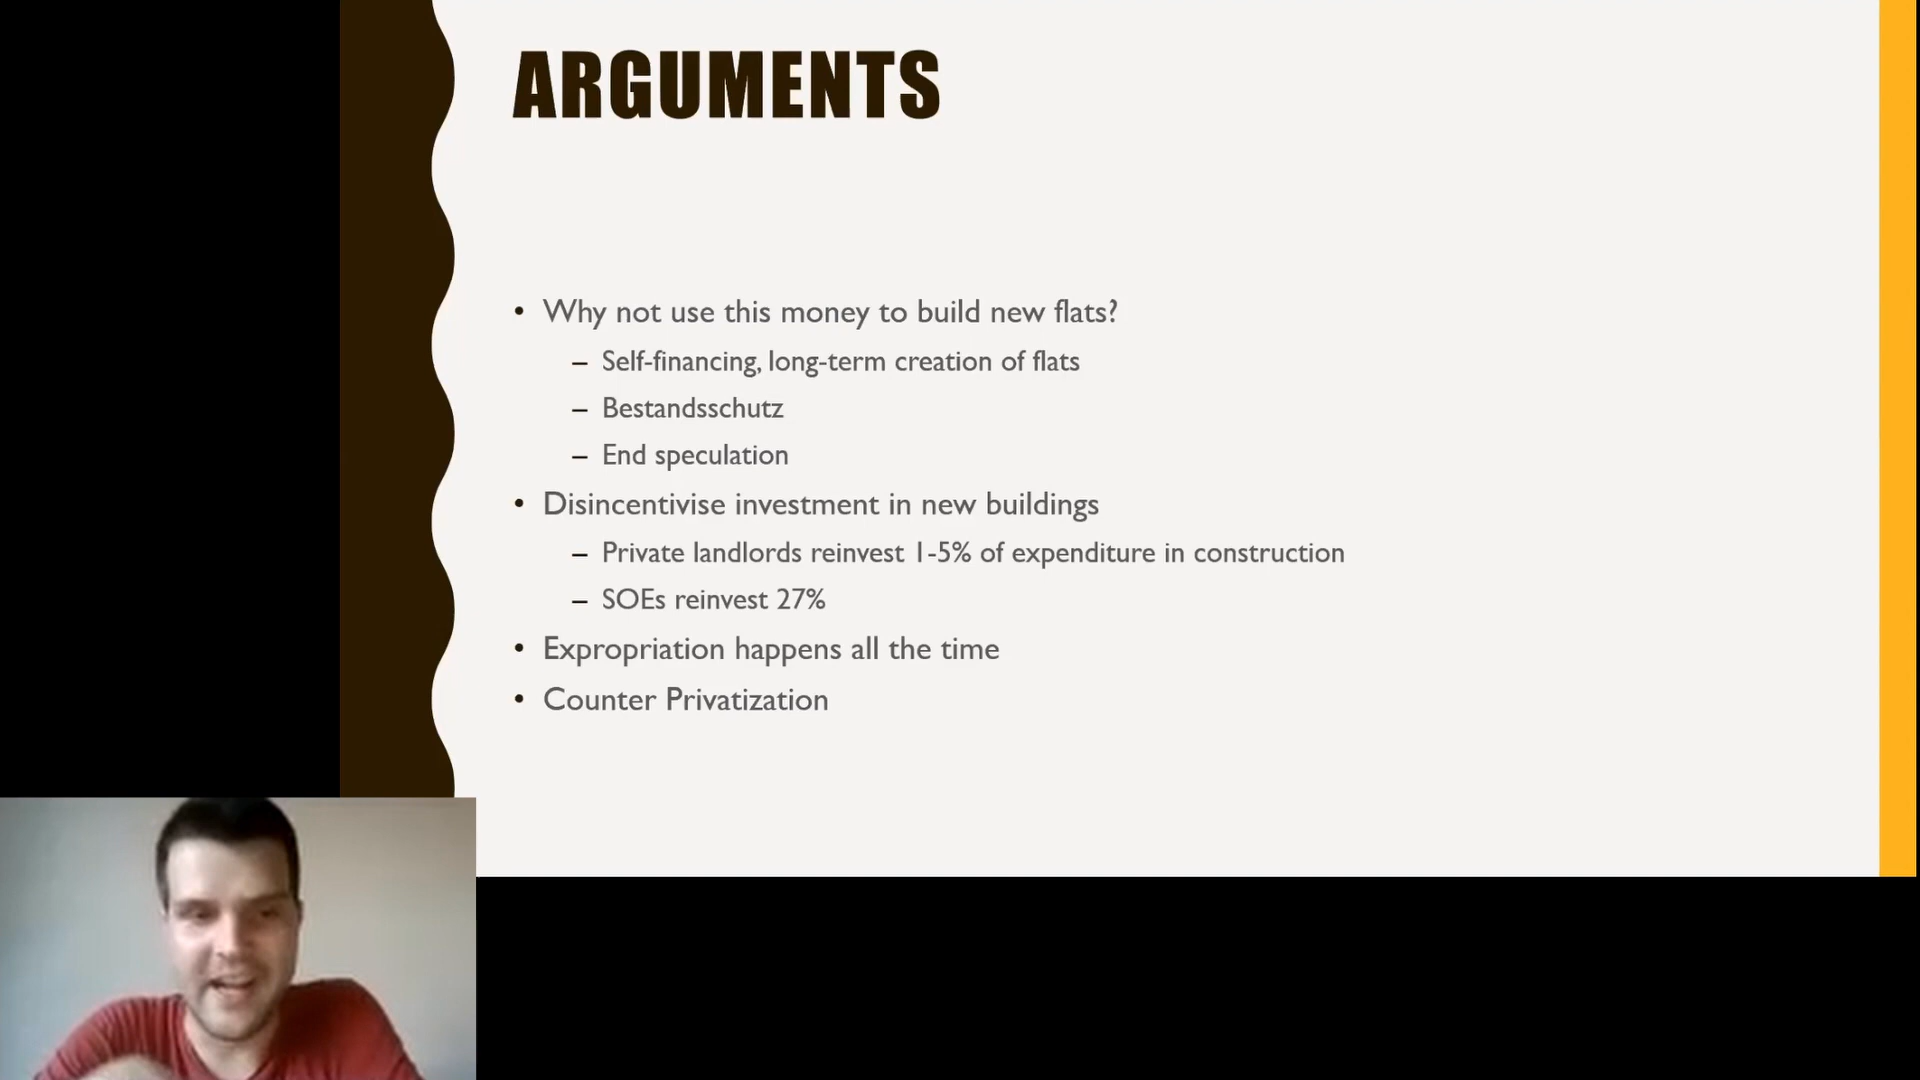 ARGUMENTS
• Why not use this money to build new flats?
– Self-financing, long-term creation of flats
– Bestandsschutz
– End speculation
• Disincentivise investment in new buildings
– Private landlords reinvest 1-5% of expenditure in construction
– SOEs reinvest 27%
• Expropriation happens all the time
• Counter Privatization